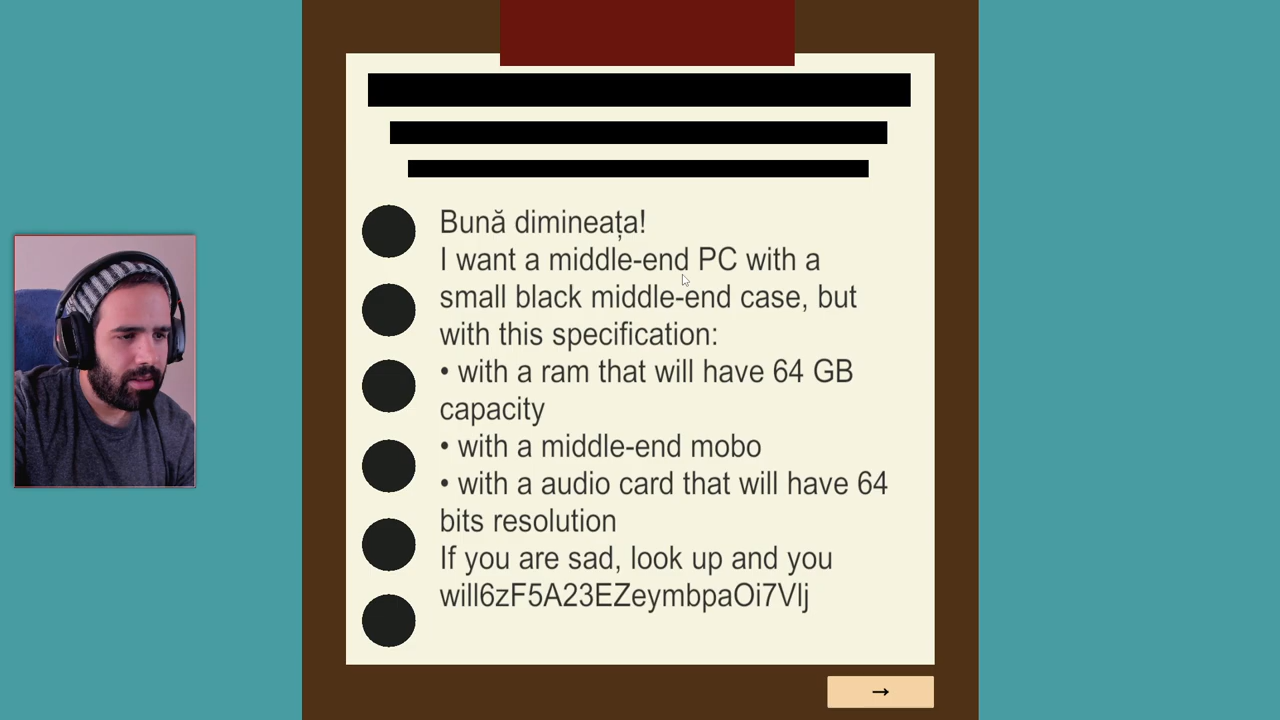 Bună dimineața!
I want a middle-end PC with a
small black middle-end case, but
with this specification:
• with a ram that will have 64 GB
capacity
• with a middle-end mobo
• with a audio card that will have 64
bits resolution
If you are sad, look up and you
will6zF5A23EZeymbpaOi7Vlj
→